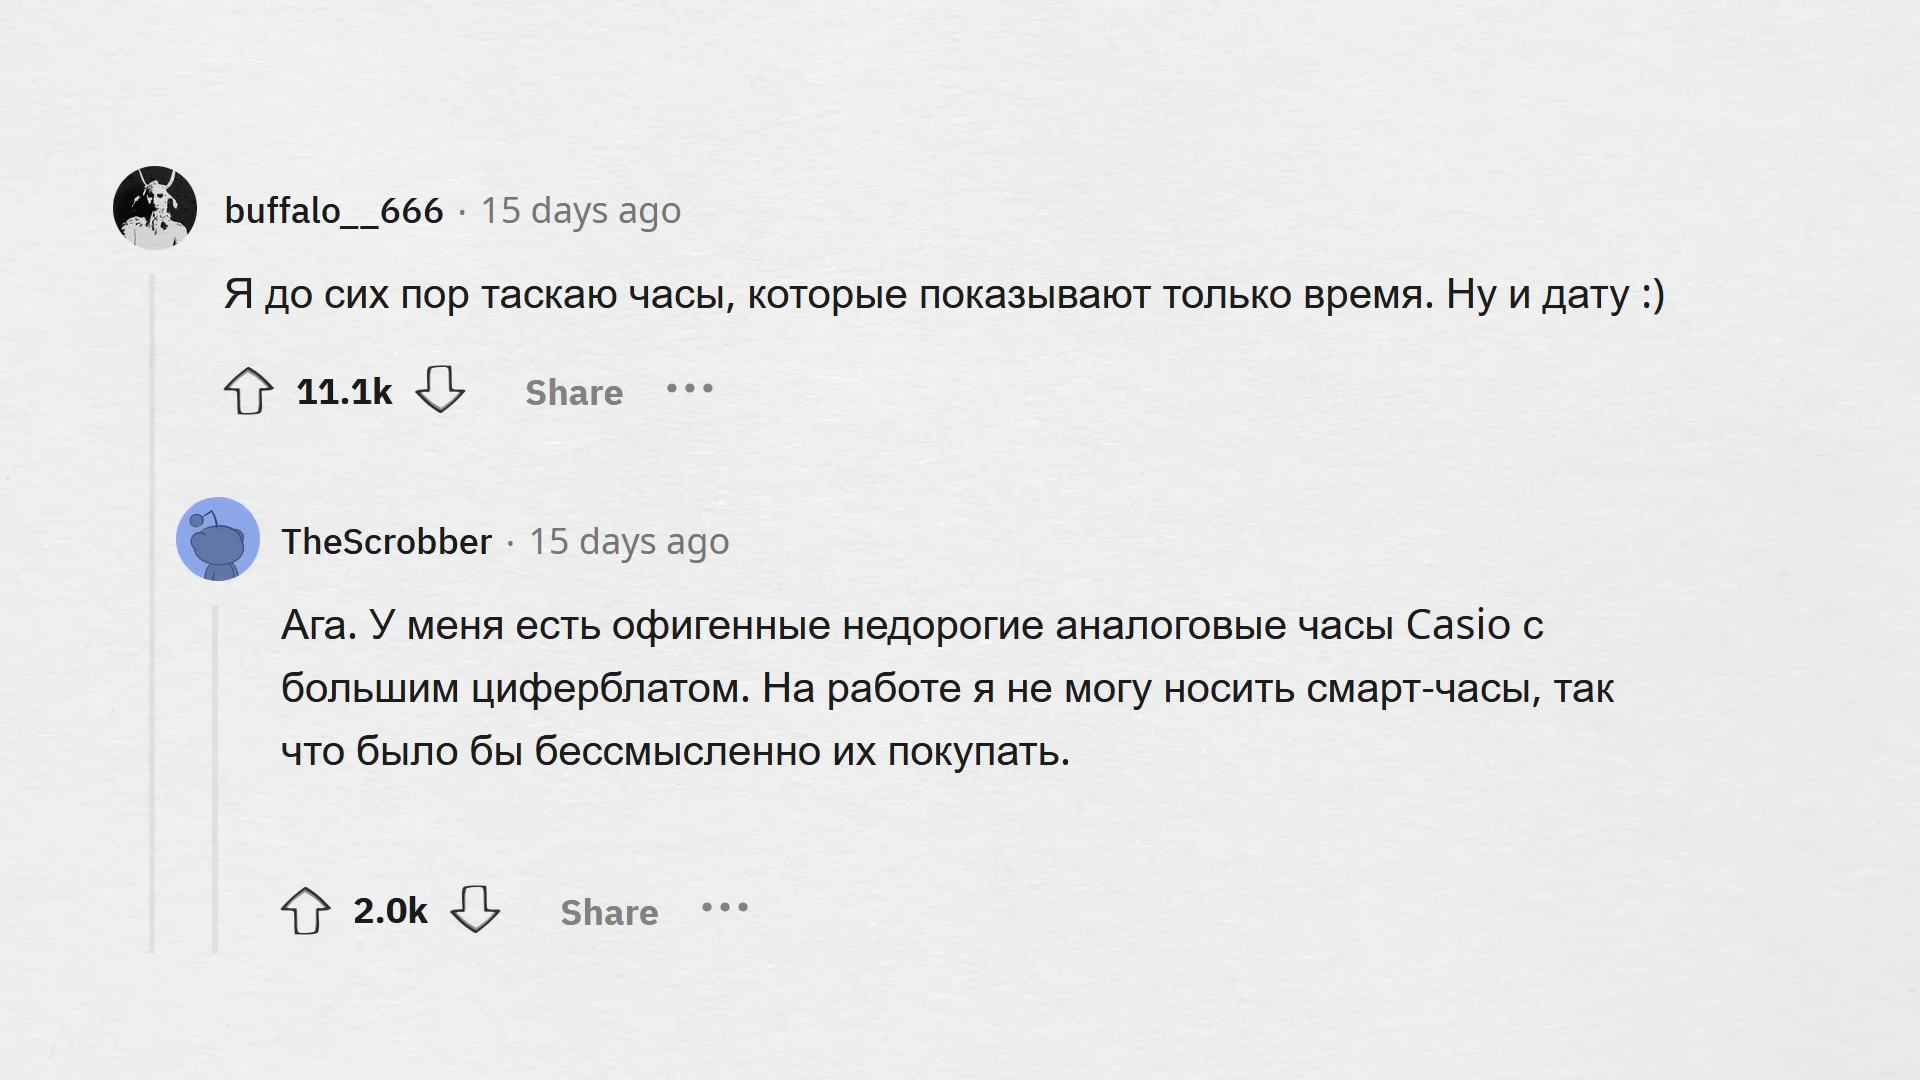 buffalo__666 · 15 days ago
Я до сих пор таскаю часы, которые показывают только время. Ну и дату :)
11.1k Share •••
TheScrobber · 15 days ago
Ага. У меня есть офигенные недорогие аналоговые часы Casio с
большим циферблатом. На работе я не могу носить смарт-часы, так
что было бы бессмысленно их покупать.
2.0k Share •••